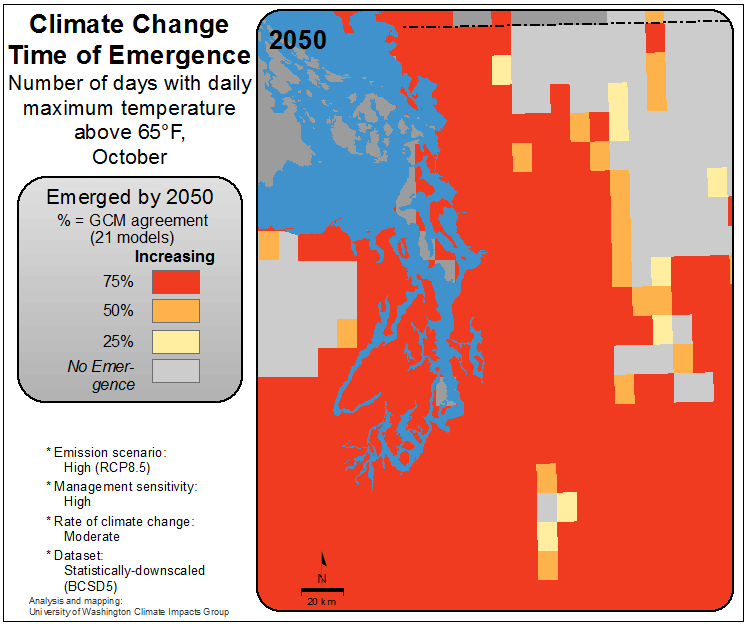 Climate Change
Time of Emergence
Number of days with daily
maximum temperature
above 65°F,
October
Emerged by 2050
% = GCM agreement
(21 models)
Increasing
75%
50%
25%
No Emer-
gence
* Emission scenario:
High (RCP8.5)
* Management sensitivity:
High
* Rate of climate change:
Moderate
* Dataset:
Statistically-downscaled
(BCSD5)
Analysis and mapping:
University of Washington Climate Impacts Group
2050
N
20 km